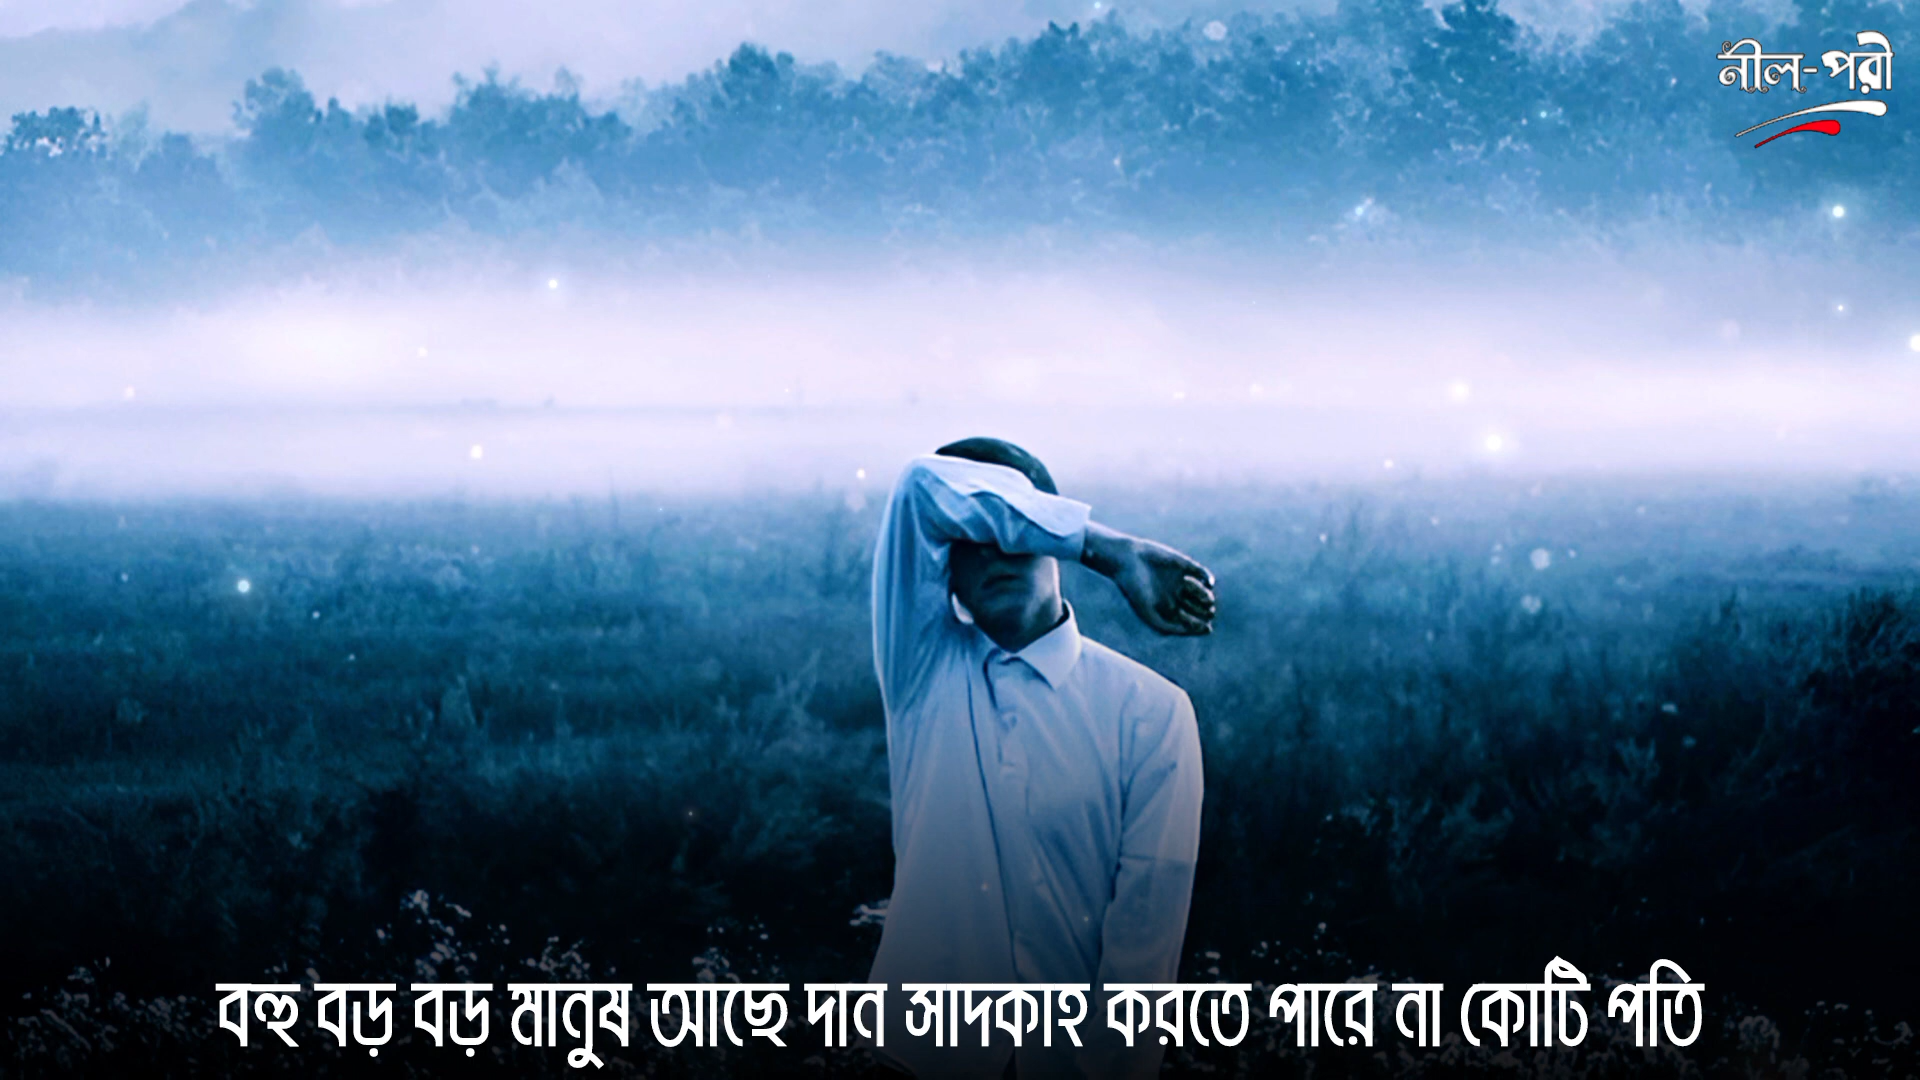 নীল-পরী
বহু বড় বড় মানুষ আছে দান সাদকাহ করতে পারে না কোটি পতি